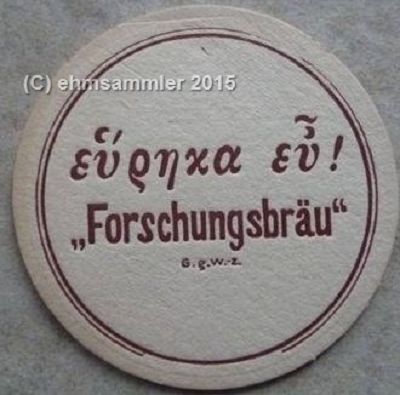 (C) ehmsammler 2015
εὕρηκα εὖ!
„Forschungsbräu“
G.g.W.-z.